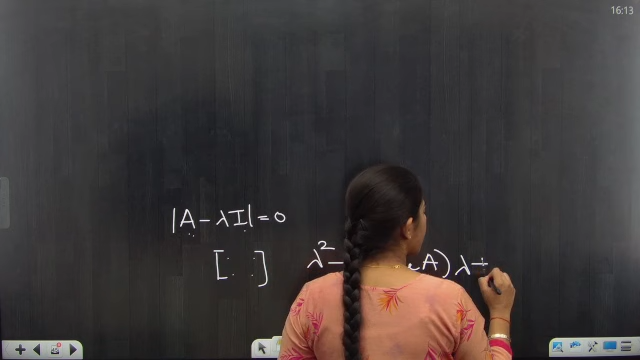 16:13
|A - λI| = 0
[: :] λ² - A) λ +